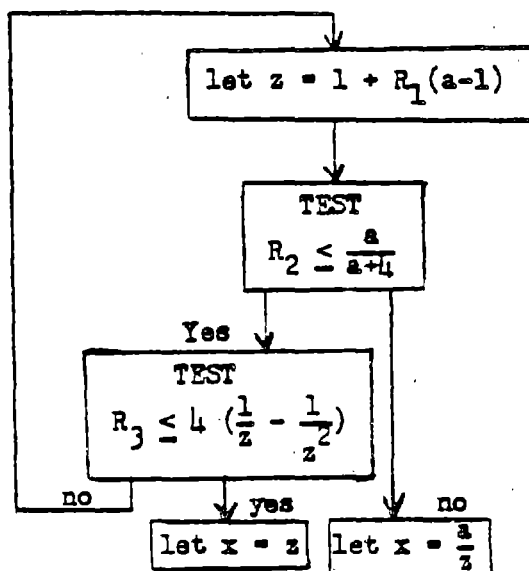 let z = 1 + R₁(a-1)
TEST
R₂ ≤ a/(a+4)
Yes
TEST
R₃ ≤ 4 (1/z - 1/z²)
no
yes
no
let x = z
let x = a/z